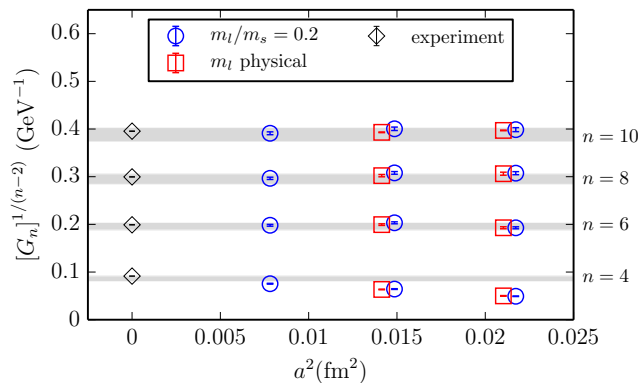 m_l/m_s = 0.2
experiment
m_l physical
[G_n]^{1/(n−2)} (GeV^{−1})
0.6
0.5
0.4
0.3
0.2
0.1
0
n = 10
n = 8
n = 6
n = 4
0 0.005 0.01 0.015 0.02 0.025
a^2(fm^2)